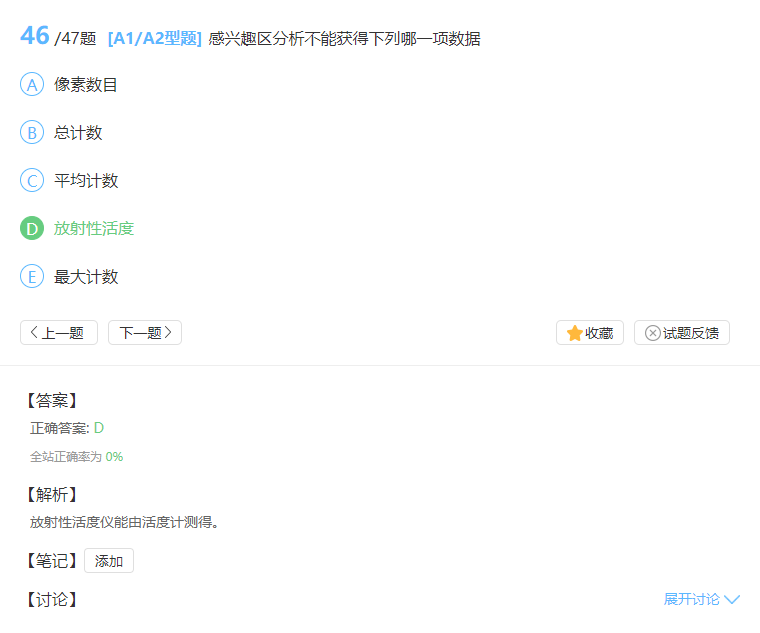 46 /47题 [A1/A2型题] 感兴趣区分析不能获得下列哪一项数据
A 像素数目
B 总计数
C 平均计数
D 放射性活度
E 最大计数
上一题 下一题 收藏 试题反馈
【答案】
正确答案: D
全站正确率为 0%
【解析】
放射性活度仪能由活度计测得。
【笔记】 添加
【讨论】 展开讨论